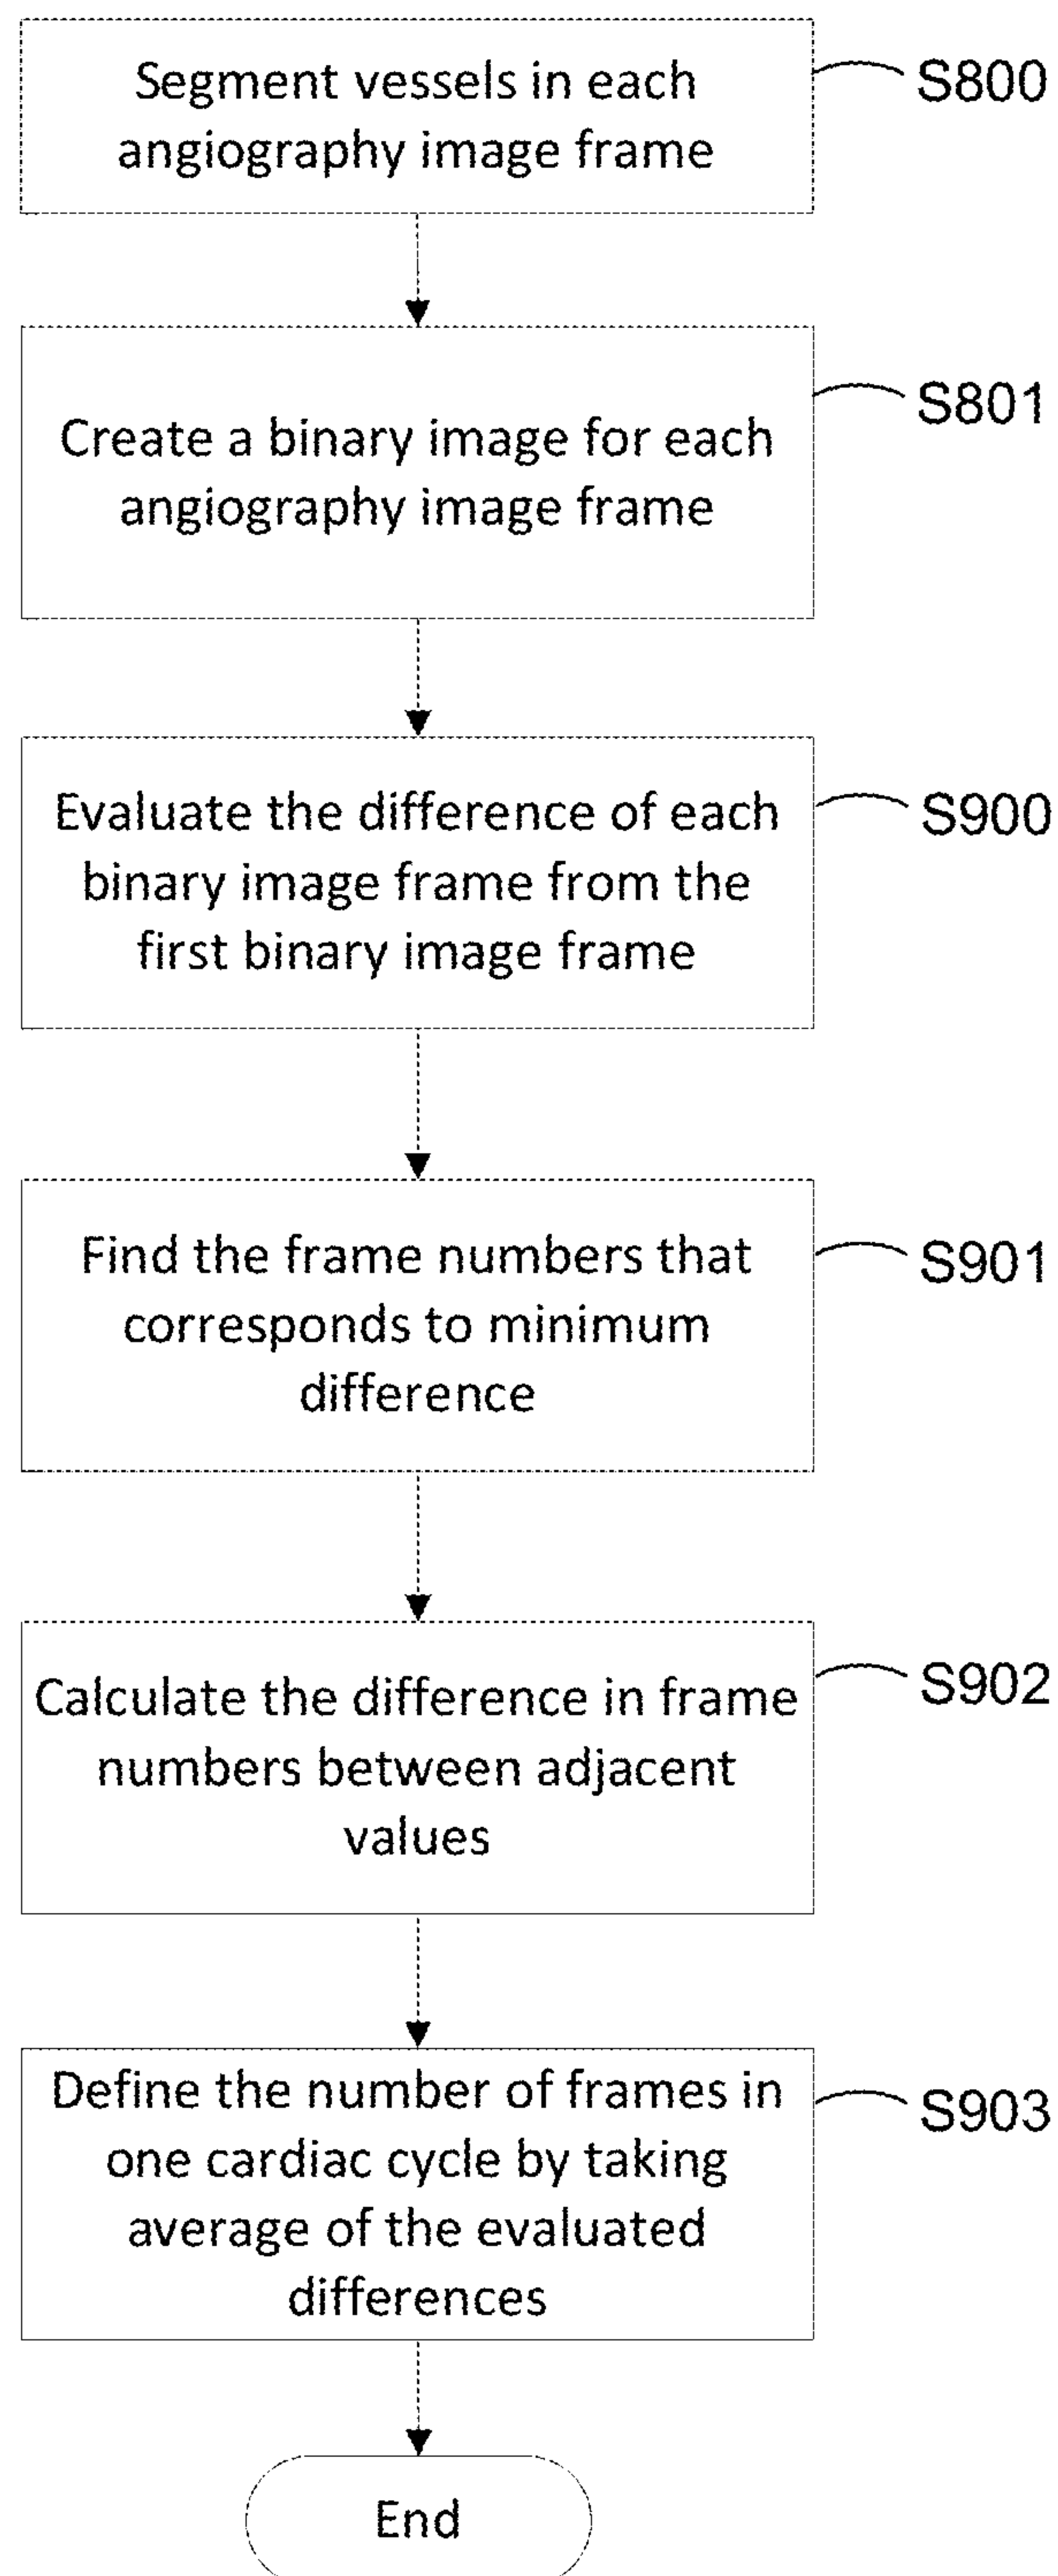 Segment vessels in each
angiography image frame
S800
Create a binary image for each
angiography image frame
S801
Evaluate the difference of each
binary image frame from the
first binary image frame
S900
Find the frame numbers that
corresponds to minimum
difference
S901
Calculate the difference in frame
numbers between adjacent
values
S902
Define the number of frames in
one cardiac cycle by taking
average of the evaluated
differences
S903
End